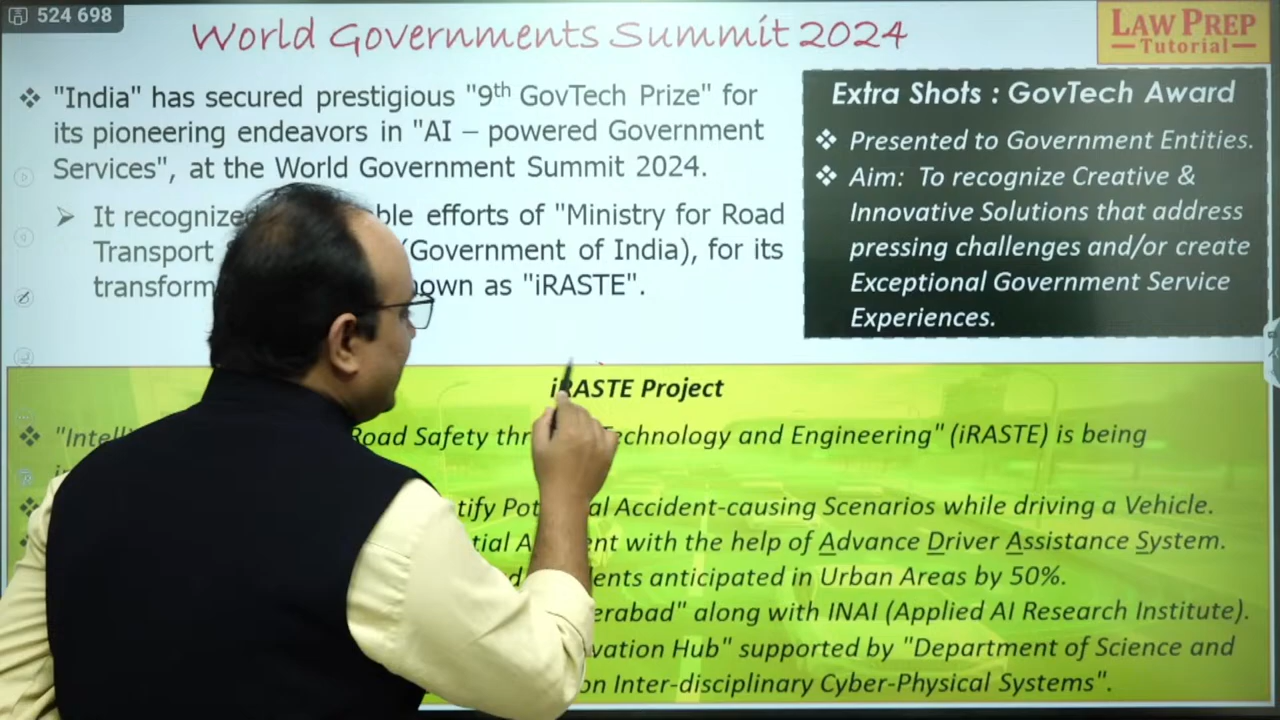 524 698
World Governments Summit 2024
LAW PREP
Tutorial
❖ "India" has secured prestigious "9th GovTech Prize" for
its pioneering endeavors in "AI – powered Government
Services", at the World Government Summit 2024.
➢ It recognized ble efforts of "Ministry for Road
Transport (Government of India), for its
transform own as "iRASTE".
Extra Shots : GovTech Award
❖ Presented to Government Entities.
❖ Aim: To recognize Creative &
Innovative Solutions that address
pressing challenges and/or create
Exceptional Government Service
Experiences.
iRASTE Project
❖ "Intelli Road Safety thr Technology and Engineering" (iRASTE) is being
tify Pot al Accident-causing Scenarios while driving a Vehicle.
tial A ent with the help of Advance Driver Assistance System.
ents anticipated in Urban Areas by 50%.
erabad" along with INAI (Applied AI Research Institute).
vation Hub" supported by "Department of Science and
on Inter-disciplinary Cyber-Physical Systems".